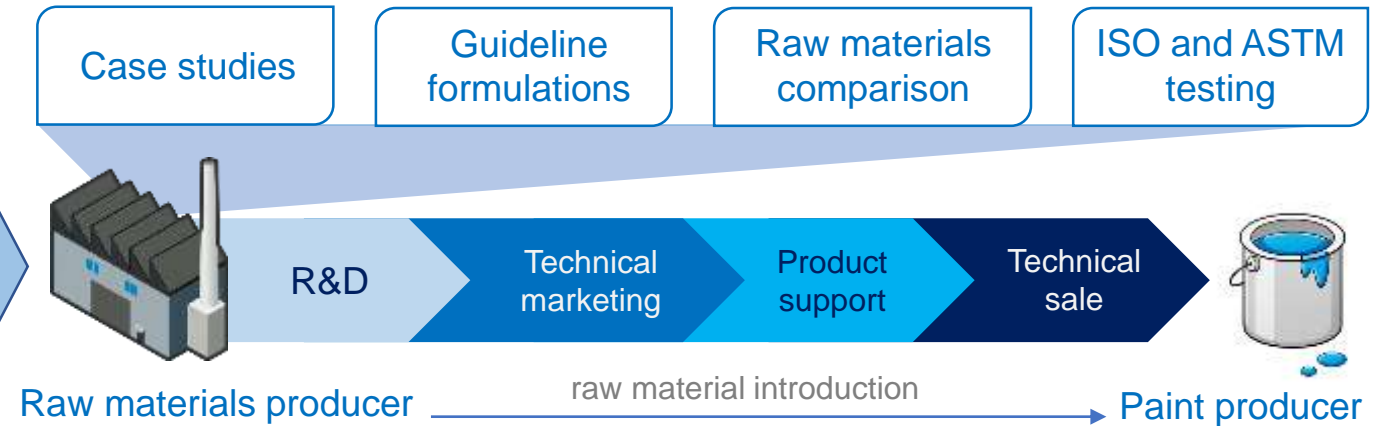 Case studies
Guideline
formulations
Raw materials
comparison
ISO and ASTM
testing
R&D
Technical
marketing
Product
support
Technical
sale
Raw materials producer
raw material introduction
Paint producer